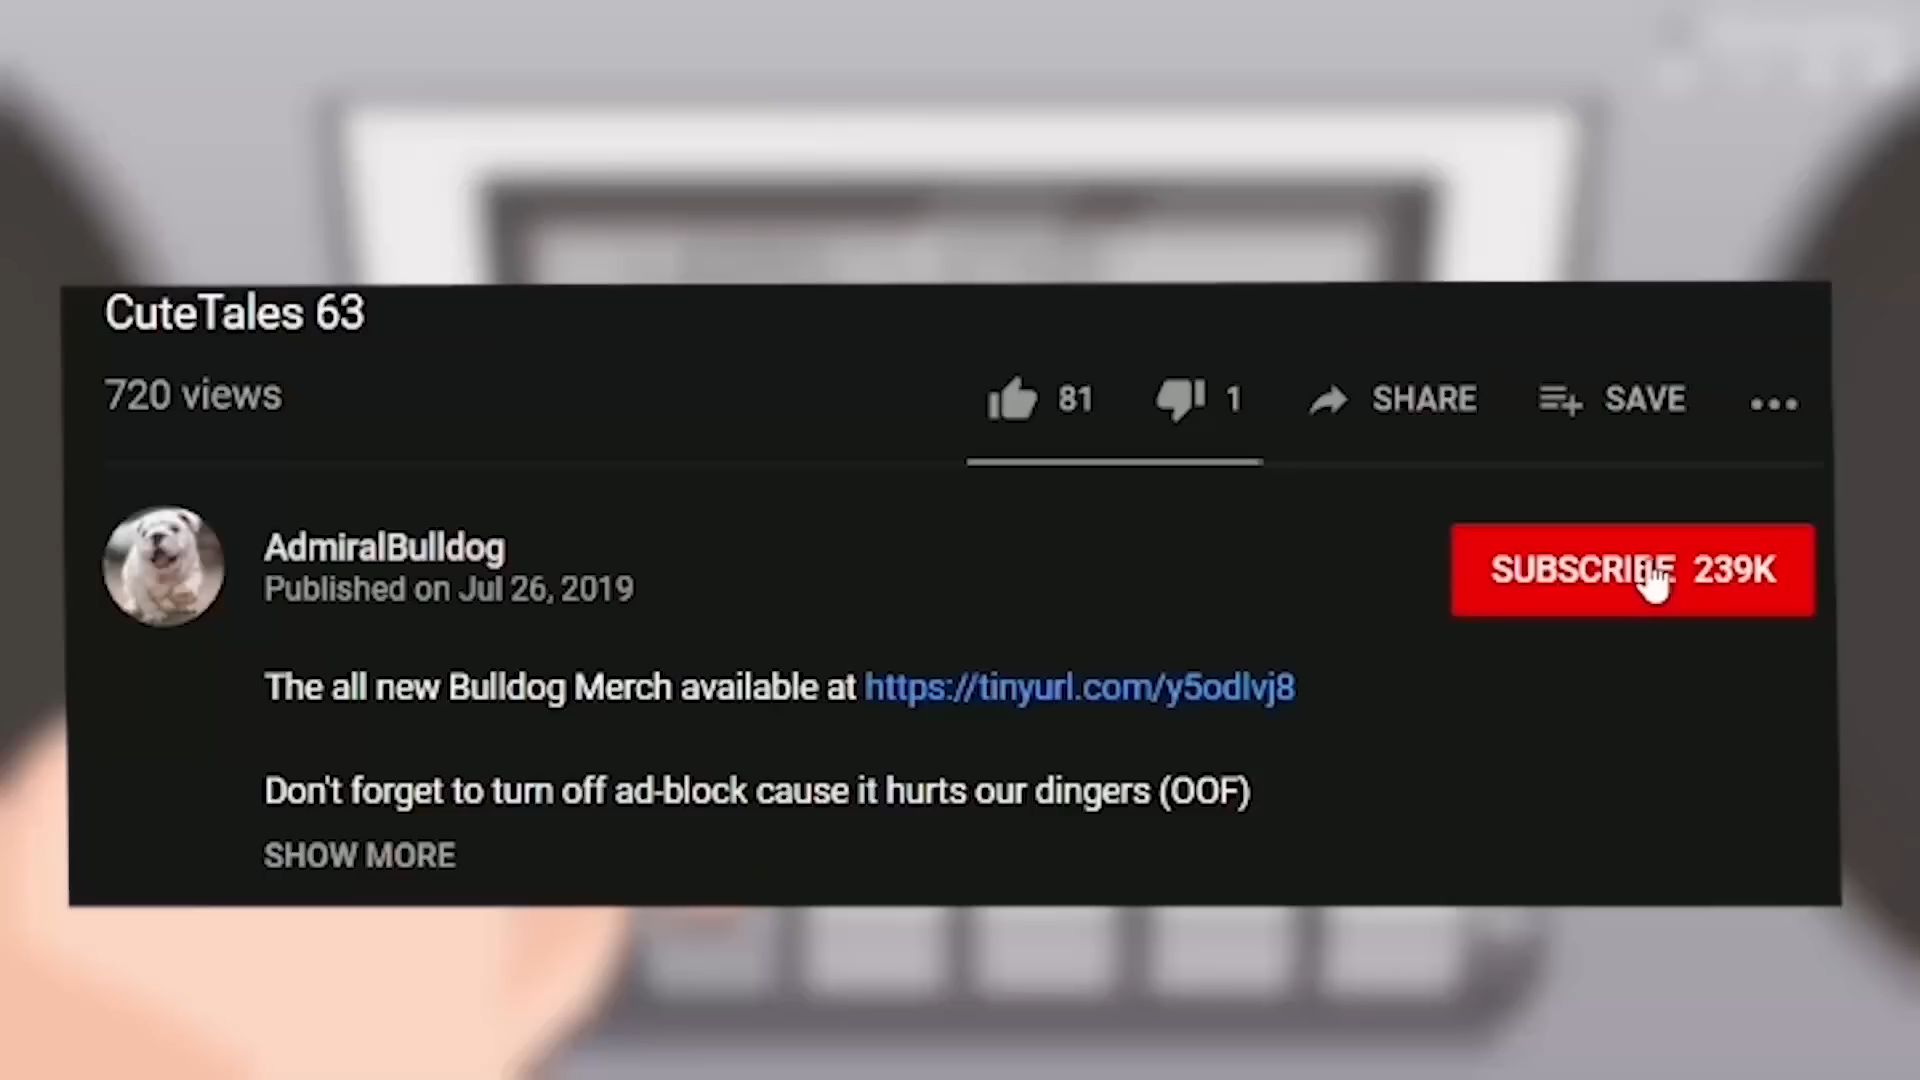 CuteTales 63
720 views
81 1 SHARE SAVE
AdmiralBulldog
Published on Jul 26, 2019
SUBSCRIBE 239K
The all new Bulldog Merch available at https://tinyurl.com/y5odlvj8
Don't forget to turn off ad-block cause it hurts our dingers (OOF)
SHOW MORE